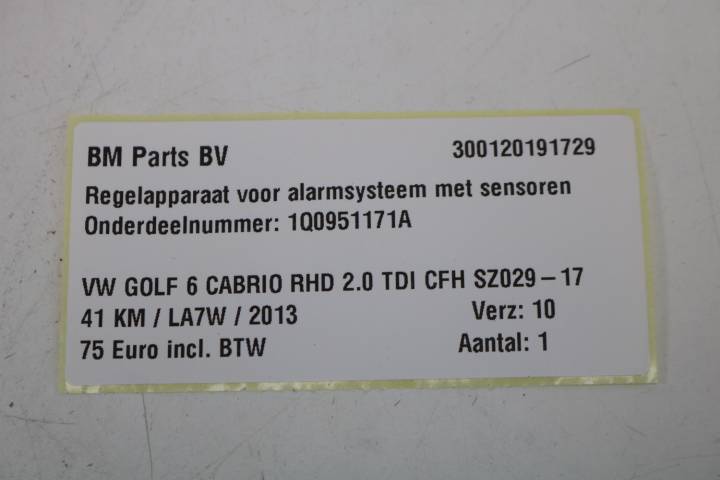 BM Parts BV 300120191729
Regelapparaat voor alarmsysteem met sensoren
Onderdeelnummer: 1Q0951171A
VW GOLF 6 CABRIO RHD 2.0 TDI CFH SZ029-17
41 KM / LA7W / 2013 Verz: 10
75 Euro incl. BTW Aantal: 1